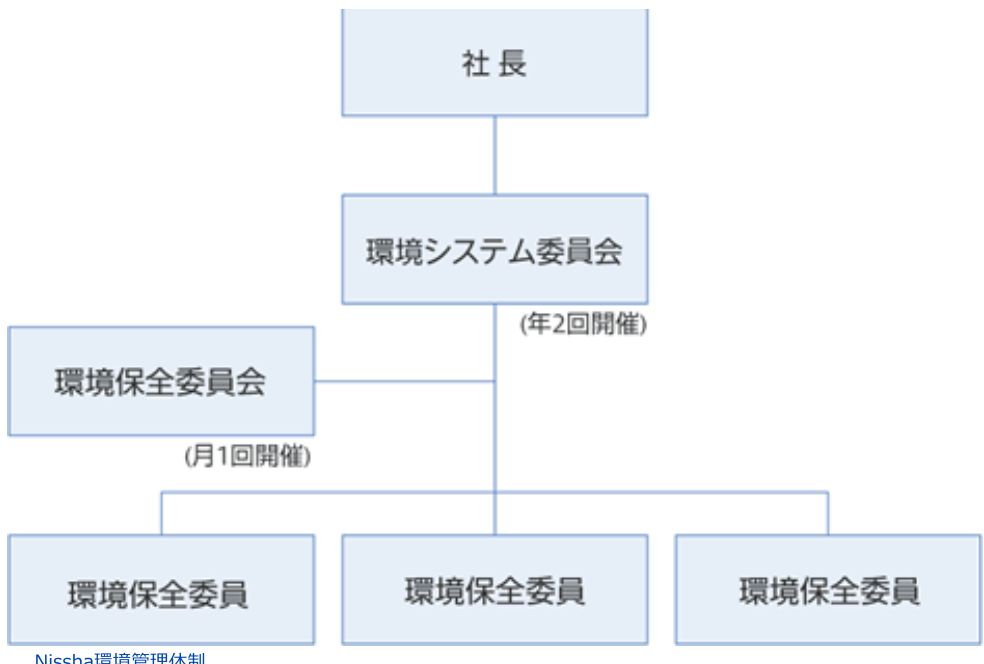 社 長
環境システム委員会
(年2回開催)
環境保全委員会
(月1回開催)
環境保全委員
環境保全委員
環境保全委員
Nissha環境管理体制